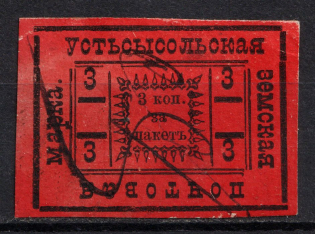 УСТЬСЫСОЛЬСКАЯ
ЗЕМСКАЯ
ПОЧТОВАЯ
Марка.
3 3
3 3
3 коп.
за
пакетъ